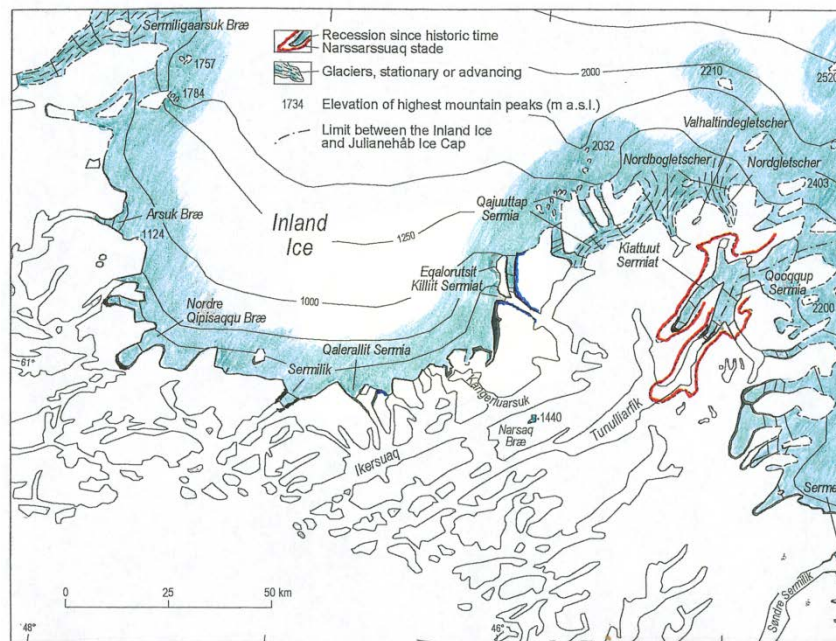 Sermiligaarsuk Bræ
1757
1784
Recession since historic time
Narssarssuaq stade
Glaciers, stationary or advancing
1734 Elevation of highest mountain peaks (m a.s.l.)
Limit between the Inland Ice
and Julianehåb Ice Cap
2000
2210
2520
2032
Valhaltindegletscher
Nordbogletscher
Nordgletscher
2403
Qajuuttap
Sermia
Arsuk Bræ
1124
Inland
Ice
1250
Kiattuut
Sermiat
Eqalorutsit
Killiit Sermiat
Qooqqup
Sermia
2200
1000
Nordre
Qipisaqqu Bræ
Qalerallit Sermia
61°
Sermilik
Kangerluarsuk
1440
Narsaq
Bræ
Tunulliarfik
Ikersuaq
Serme
0 25 50 km
48°
46°
Søndre Sermilik